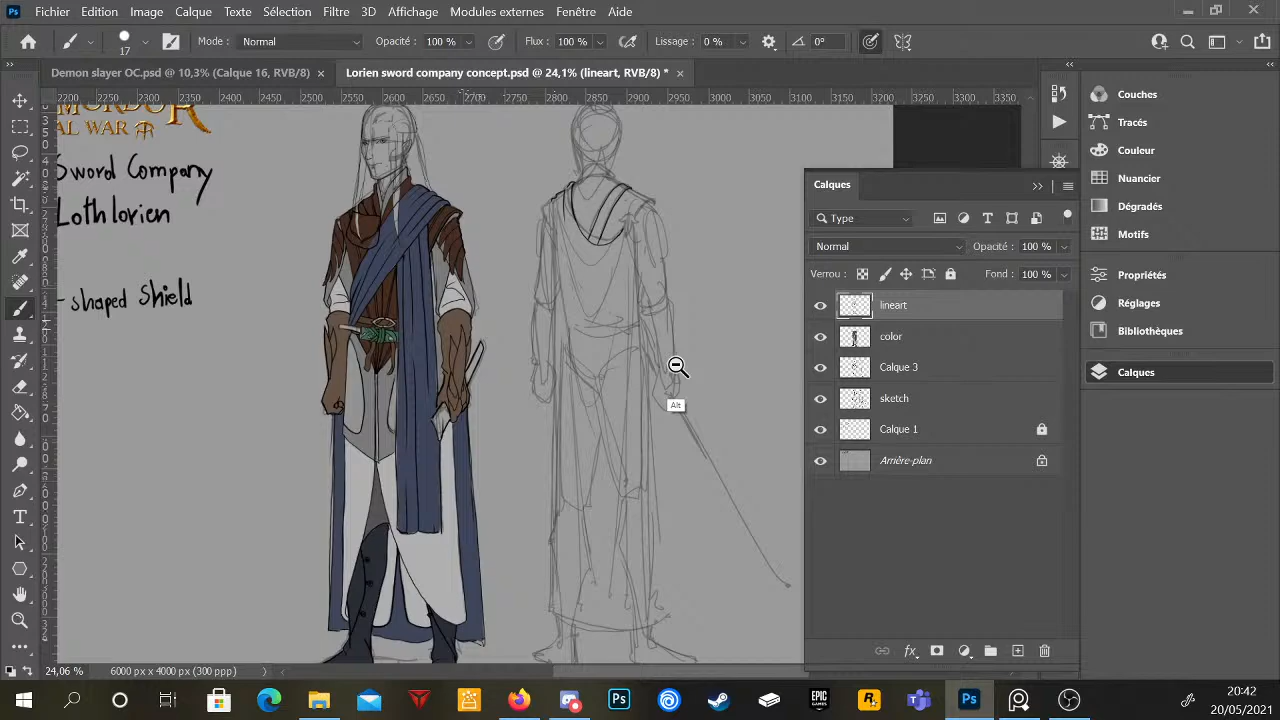 Fichier Edition Image Calque Texte Sélection Filtre 3D Affichage Modules externes Fenêtre Aide
17 Mode: Normal Opacité: 100 % Flux: 100 % Lissage: 0 % 0°
Demon slayer OC.psd @ 10,3% (Calque 16, RVB/8) × Lorien sword company concept.psd @ 24,1% (lineart, RVB/8) * ×
2200 2250 2300 2350 2400 2450 2500 2550 2600 2650 2700 2750 2800 2850 2900 2950 3000 3050 3100 3150 3200 3250 3300 3350
AL WAR
Sword Company
Lothlorien
-shaped Shield
Alt
Calques
Type
Normal Opacité: 100 %
Verrou: Fond: 100 %
lineart
color
Calque 3
sketch
Calque 1
Arrière-plan
Couches
Tracés
Couleur
Nuancier
Dégradés
Motifs
Propriétés
Réglages
Bibliothèques
Calques
24,06 % 6000 px x 4000 px (300 ppp)
20:42
20/05/2021